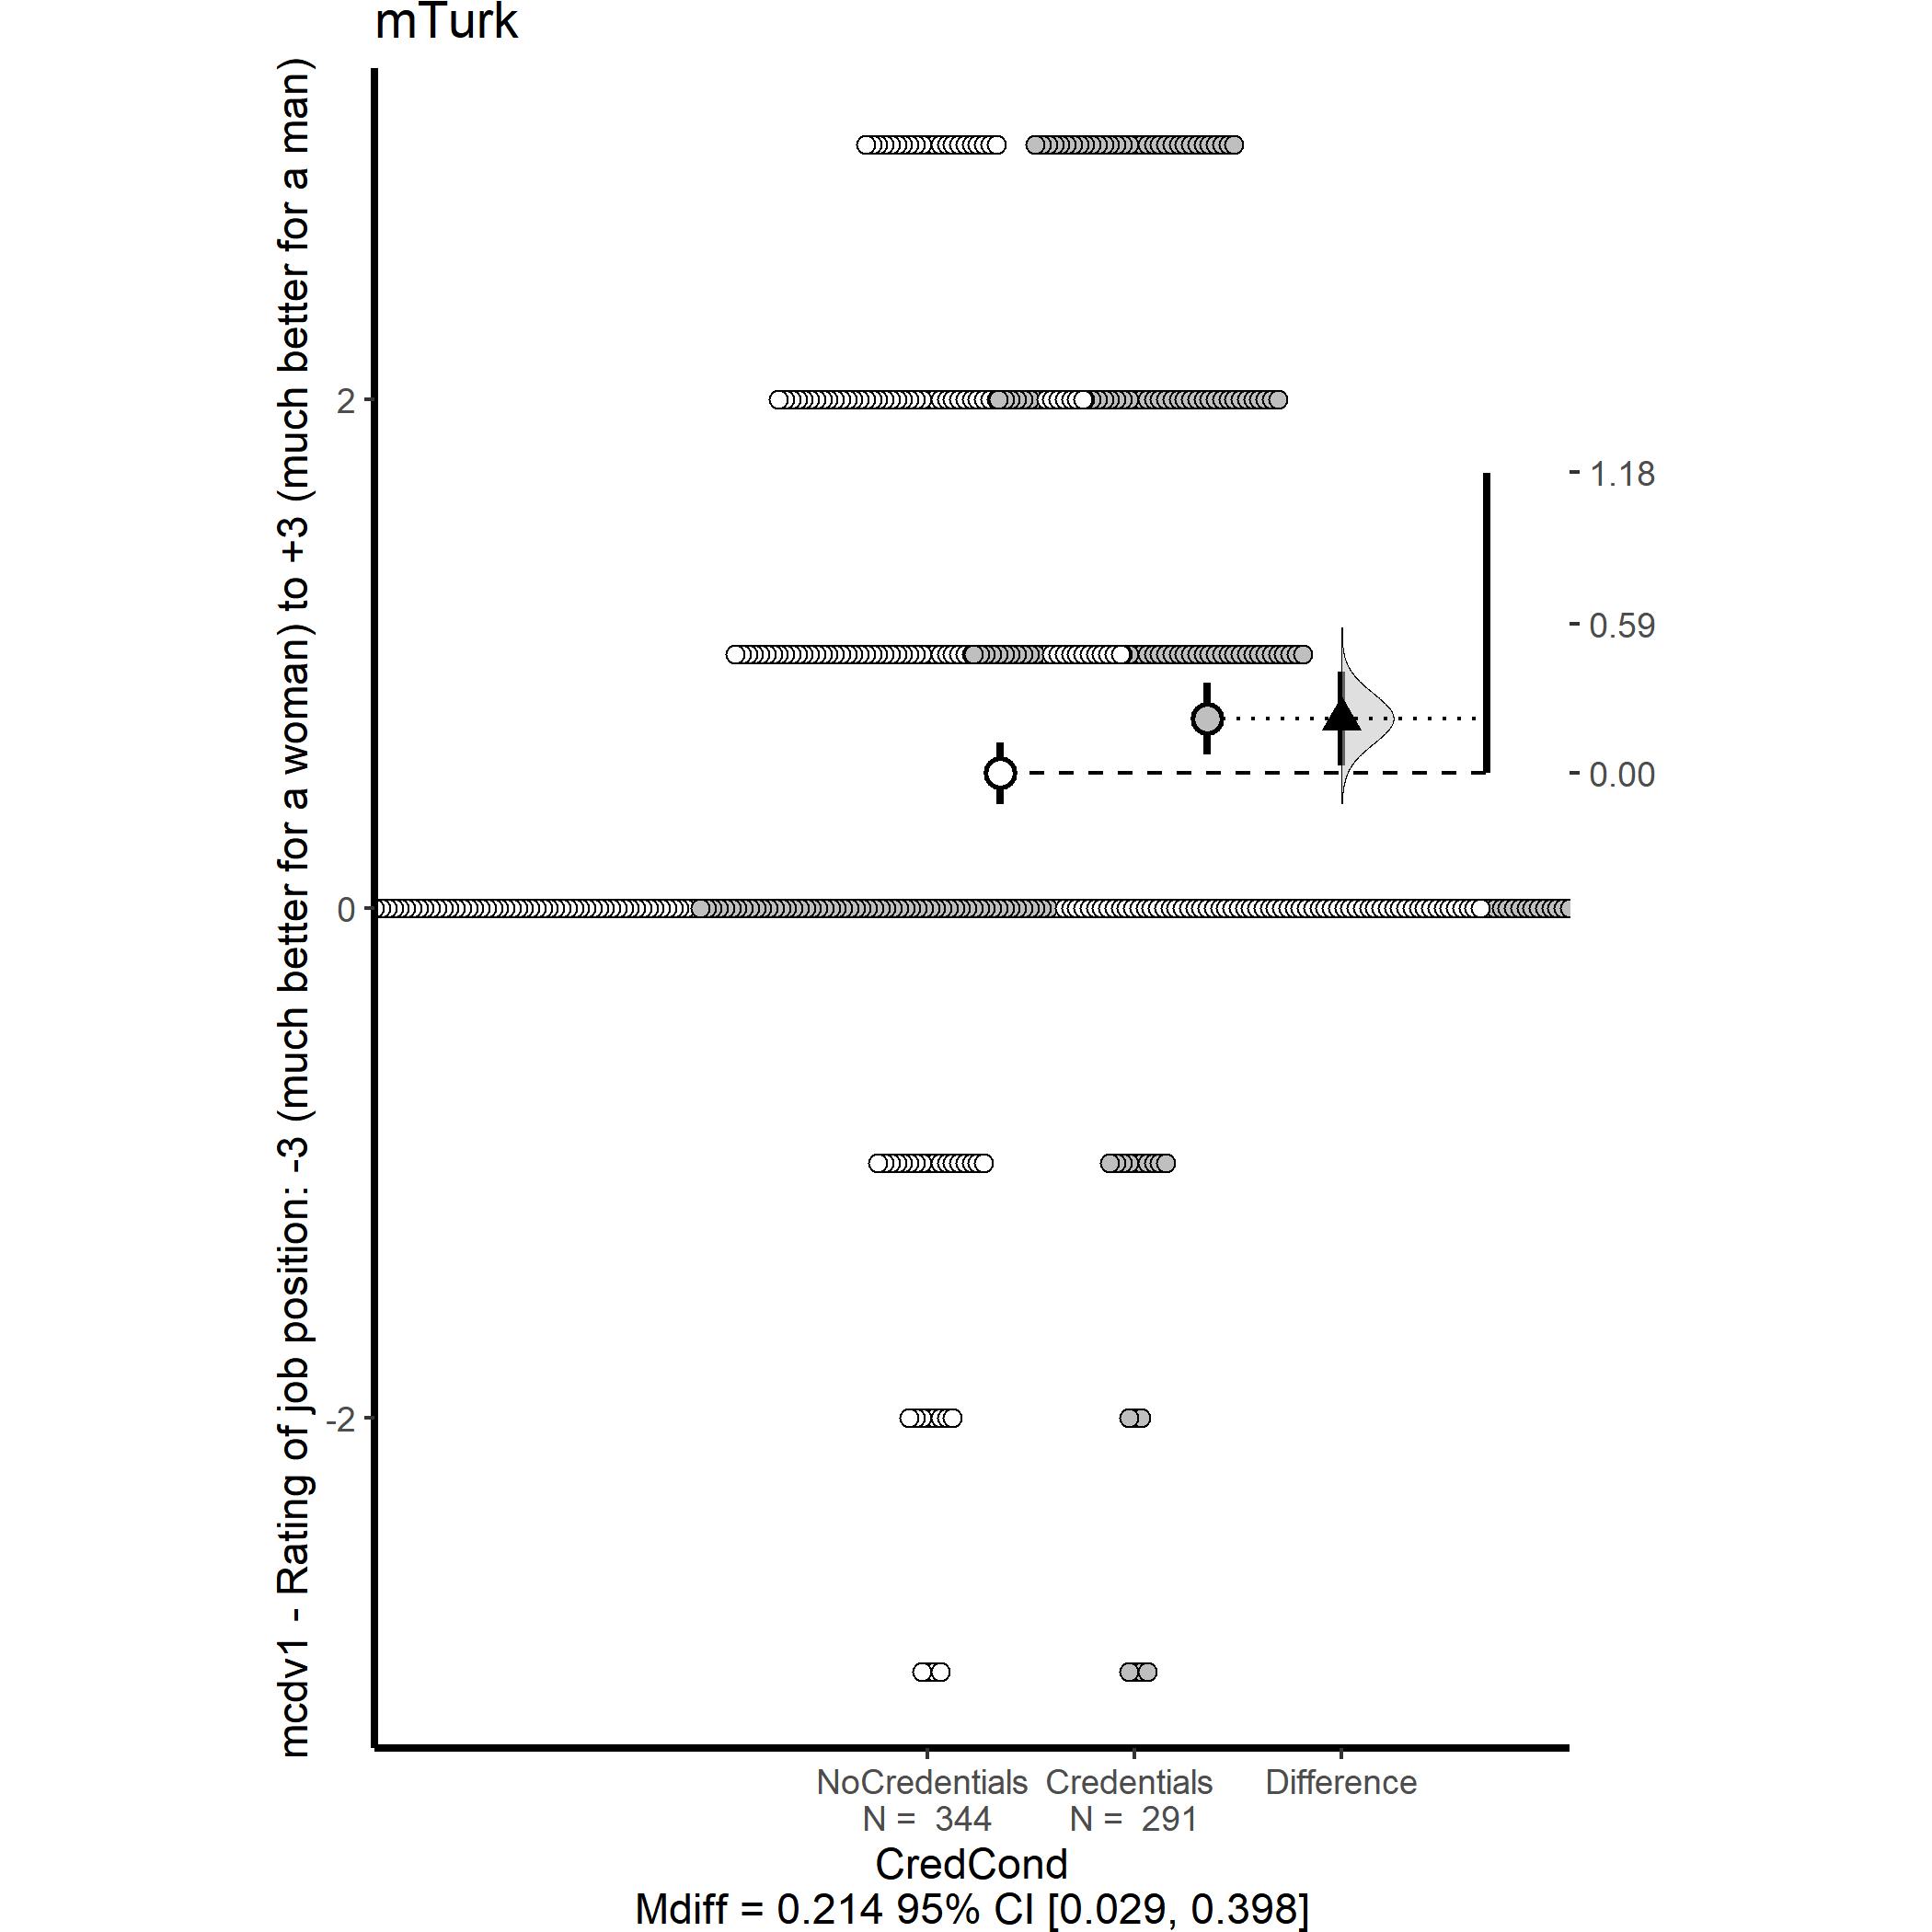 mTurk
mcdv1 - Rating of job position: -3 (much better for a woman) to +3 (much better for a man)
2
0
-2
1.18
0.59
0.00
NoCredentials Credentials Difference
N =  344 N =  291
CredCond
Mdiff = 0.214 95% CI [0.029, 0.398]